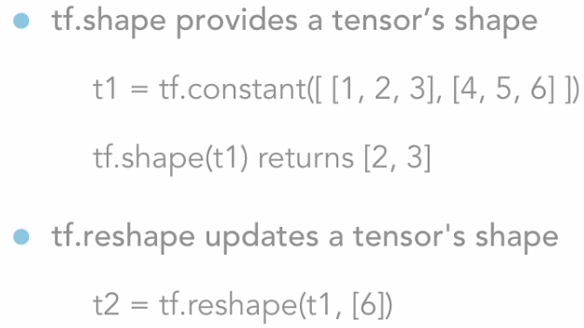 • tf.shape provides a tensor’s shape
t1 = tf.constant([ [1, 2, 3], [4, 5, 6] ])
tf.shape(t1) returns [2, 3]
• tf.reshape updates a tensor's shape
t2 = tf.reshape(t1, [6])